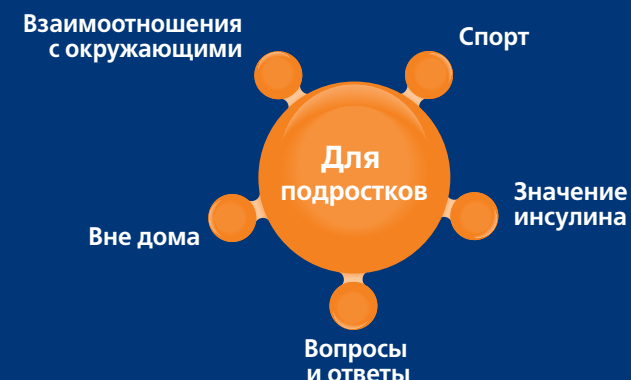 Взаимоотношения
с окружающими
Спорт
Для
подростков
Значение
инсулина
Вне дома
Вопросы
и ответы